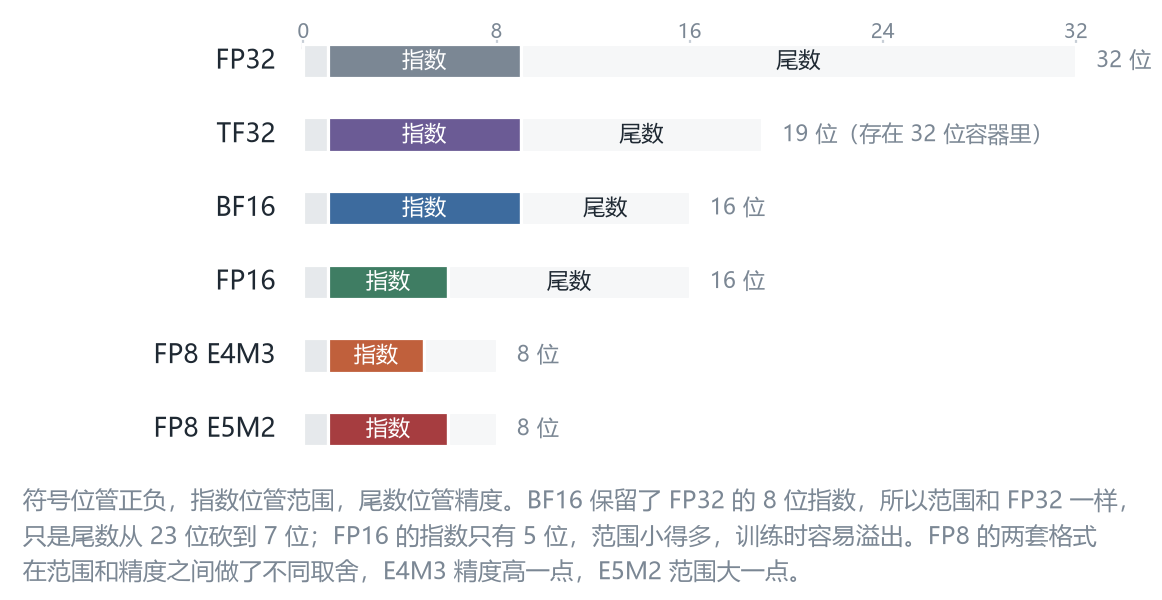 0 8 16 24 32
FP32 指数 尾数 32 位
TF32 指数 尾数 19 位（存在 32 位容器里）
BF16 指数 尾数 16 位
FP16 指数 尾数 16 位
FP8 E4M3 指数 8 位
FP8 E5M2 指数 8 位
符号位管正负，指数位管范围，尾数位管精度。BF16 保留了 FP32 的 8 位指数，所以范围和 FP32 一样，
只是尾数从 23 位砍到 7 位；FP16 的指数只有 5 位，范围小得多，训练时容易溢出。FP8 的两套格式
在范围和精度之间做了不同取舍，E4M3 精度高一点，E5M2 范围大一点。